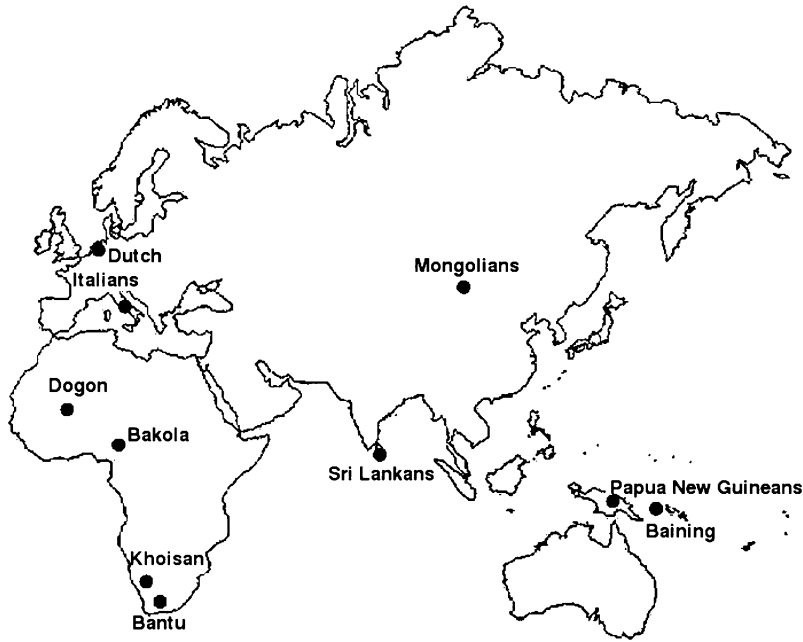 Dutch
Italians
Mongolians
Dogon
Bakola
Sri Lankans
Papua New Guineans
Baining
Khoisan
Bantu